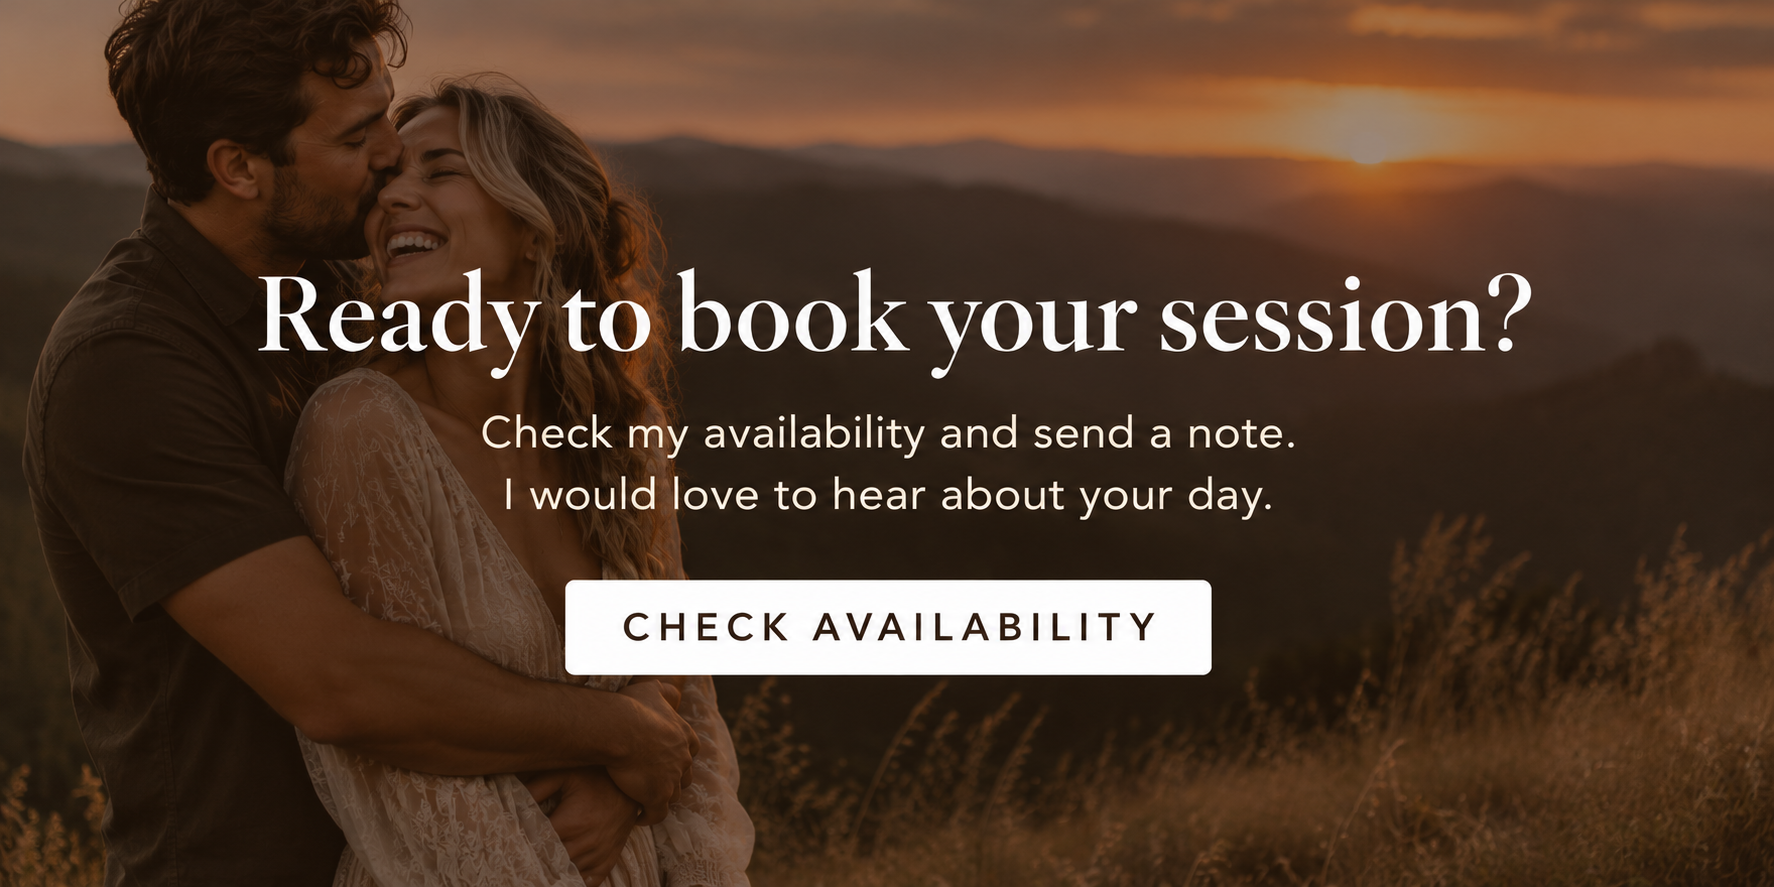 Ready to book your session?
Check my availability and send a note.
I would love to hear about your day.
CHECK AVAILABILITY